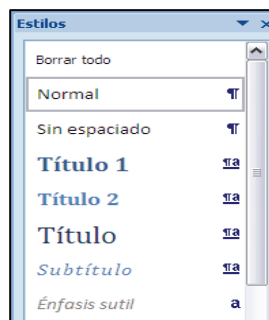 Estilos
Borrar todo
Normal ¶
Sin espaciado ¶
Título 1 ¶a
Título 2 ¶a
Título ¶a
Subtítulo ¶a
Énfasis sutil a